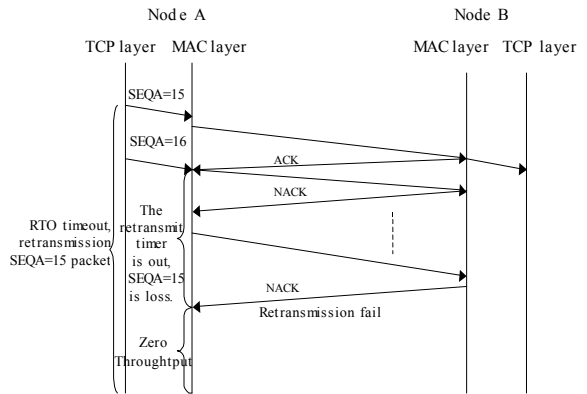 Node A
Node B
TCP layer
MAC layer
MAC layer
TCP layer
SEQA=15
SEQA=16
ACK
NACK
RTO timeout,
retransmission
SEQA=15 packet
The
retransmit
timer
is out,
SEQA=15
is loss.
NACK
Retransmission fail
Zero
Throughtput